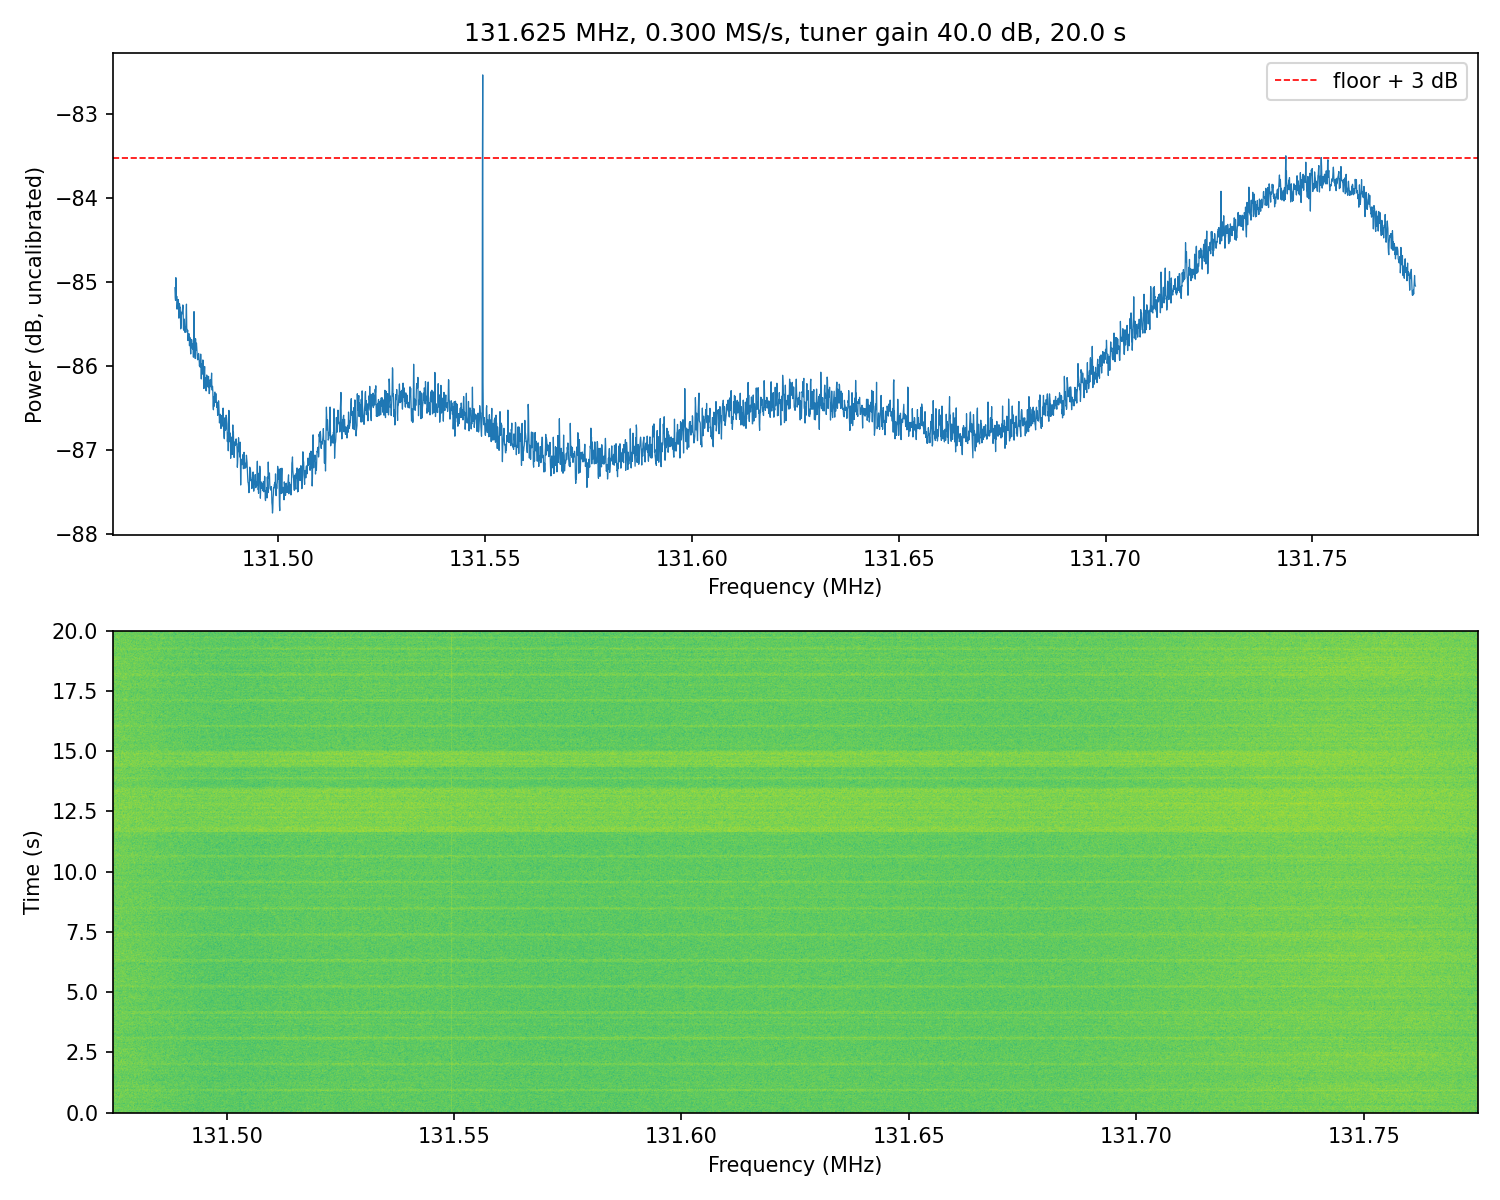 131.625 MHz, 0.300 MS/s, tuner gain 40.0 dB, 20.0 s
floor + 3 dB
Power (dB, uncalibrated)
−83
−84
−85
−86
−87
−88
131.50 131.55 131.60 131.65 131.70 131.75
Frequency (MHz)
Time (s)
20.0
17.5
15.0
12.5
10.0
7.5
5.0
2.5
0.0
131.50 131.55 131.60 131.65 131.70 131.75
Frequency (MHz)